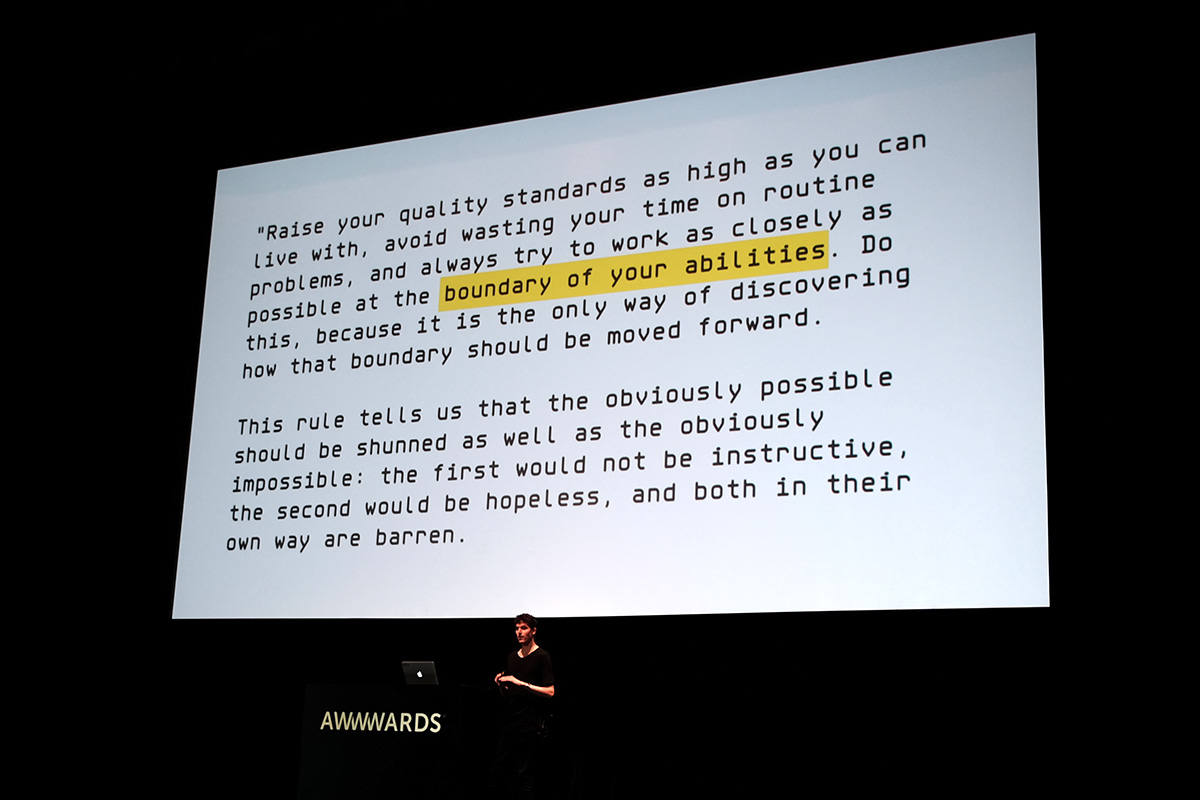 "Raise your quality standards as high as you can
live with, avoid wasting your time on routine
problems, and always try to work as closely as
possible at the boundary of your abilities. Do
this, because it is the only way of discovering
how that boundary should be moved forward.
This rule tells us that the obviously possible
should be shunned as well as the obviously
impossible: the first would not be instructive,
the second would be hopeless, and both in their
own way are barren.
AWWWARDS